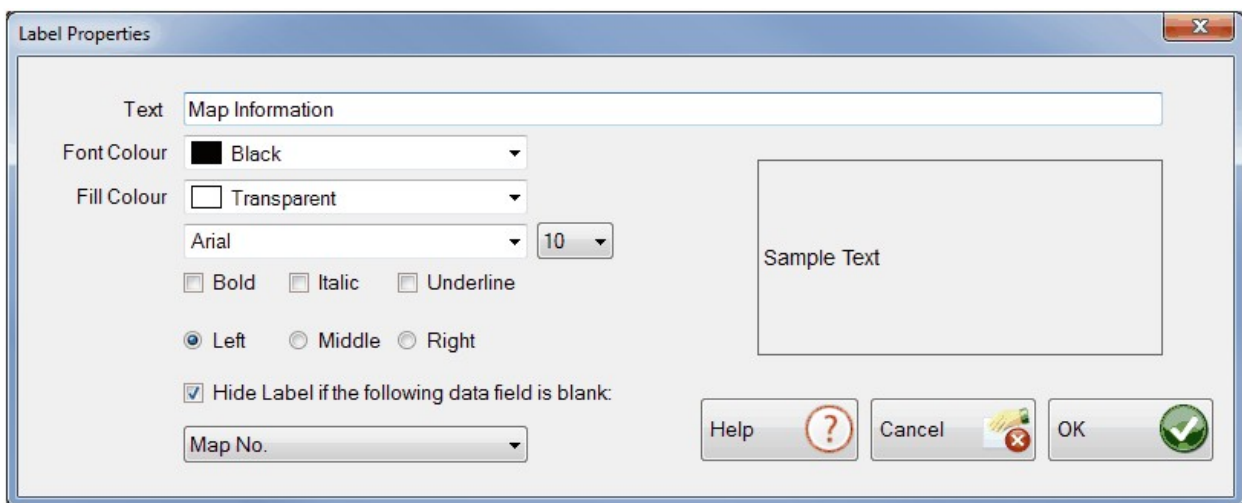 Label Properties
Text Map Information
Font Colour Black
Fill Colour Transparent
Arial 10
Bold Italic Underline
Sample Text
Left Middle Right
Hide Label if the following data field is blank:
Map No.
Help ? Cancel OK